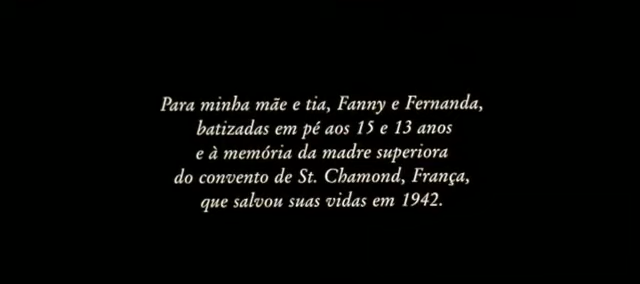 Para minha mãe e tia, Fanny e Fernanda,
batizadas em pé aos 15 e 13 anos
e à memória da madre superiora
do convento de St. Chamond, França,
que salvou suas vidas em 1942.